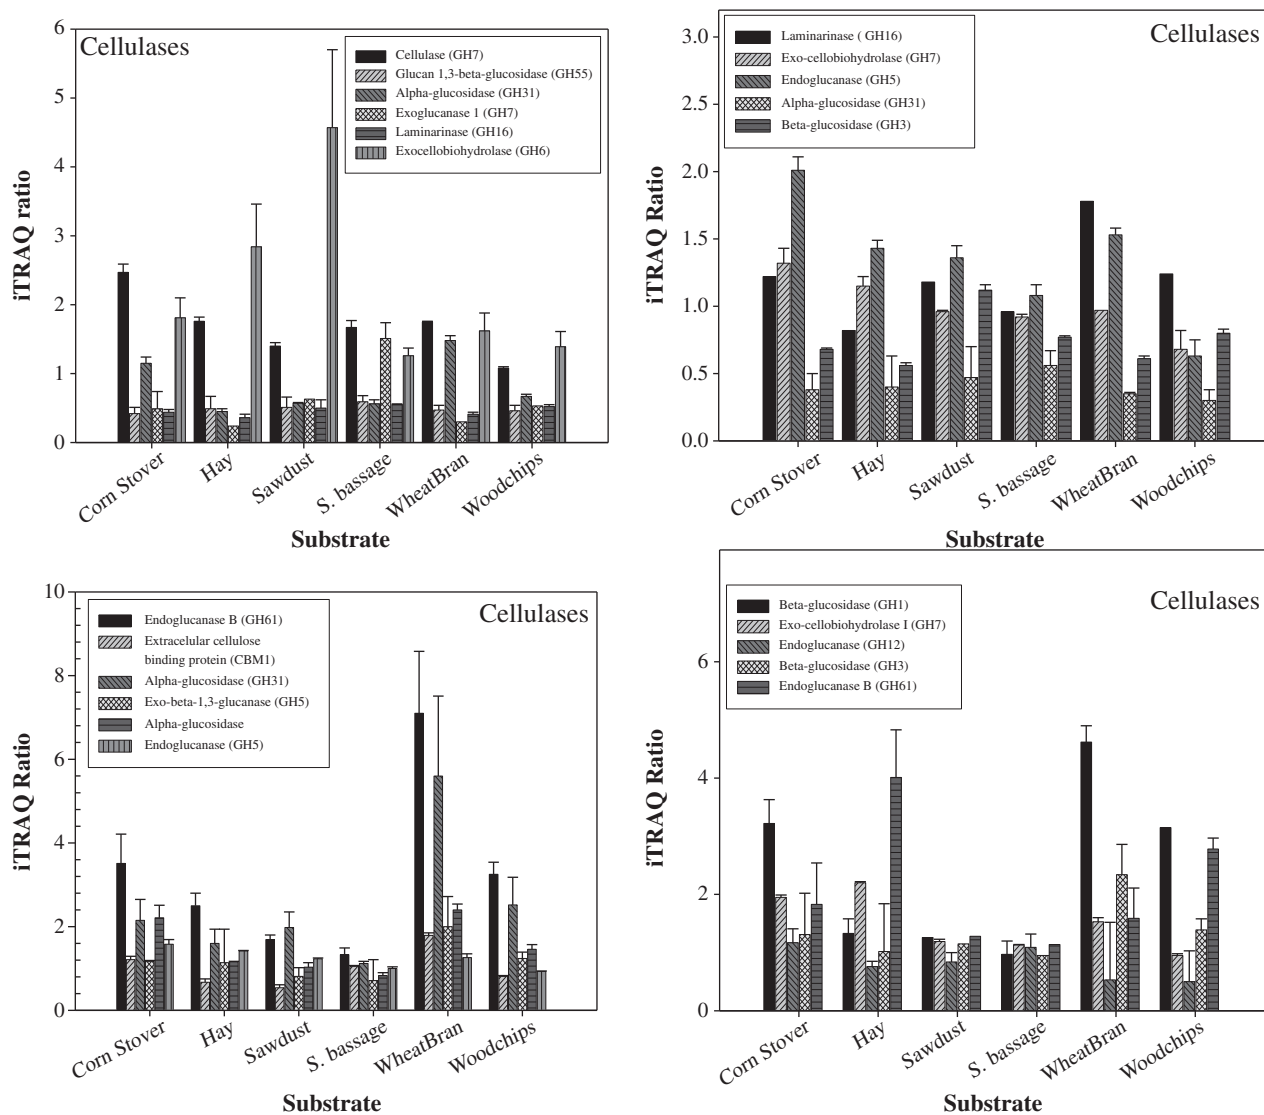 Cellulases
Cellulase (GH7)
Glucan 1,3-beta-glucosidase (GH55)
Alpha-glucosidase (GH31)
Exoglucanase 1 (GH7)
Laminarinase (GH16)
Exocellobiohydrolase (GH6)
iTRAQ ratio
6
5
4
3
2
1
0
Corn Stover
Hay
Sawdust
S. bassage
WheatBran
Woodchips
Substrate
Cellulases
Laminarinase ( GH16)
Exo-cellobiohydrolase (GH7)
Endoglucanase (GH5)
Alpha-glucosidase (GH31)
Beta-glucosidase (GH3)
iTRAQ Ratio
3.0
2.5
2.0
1.5
1.0
0.5
0.0
Corn Stover
Hay
Sawdust
S. bassage
WheatBran
Woodchips
Substrate
Cellulases
Endoglucanase B (GH61)
Extracelular cellulose
binding protein (CBM1)
Alpha-glucosidase (GH31)
Exo-beta-1,3-glucanase (GH5)
Alpha-glucosidase
Endoglucanase (GH5)
iTRAQ Ratio
10
8
6
2
2
0
Corn Stover
Hay
Sawdust
S. bassage
WheatBran
Woodchips
Substrate
Cellulases
Beta-glucosidase (GH1)
Exo-cellobiohydrolase I (GH7)
Endoglucanase (GH12)
Beta-glucosidase (GH3)
Endoglucanase B (GH61)
iTRAQ Ratio
6
4
2
0
Corn Stover
Hay
Sawdust
S. bassage
WheatBran
Woodchips
Substrate